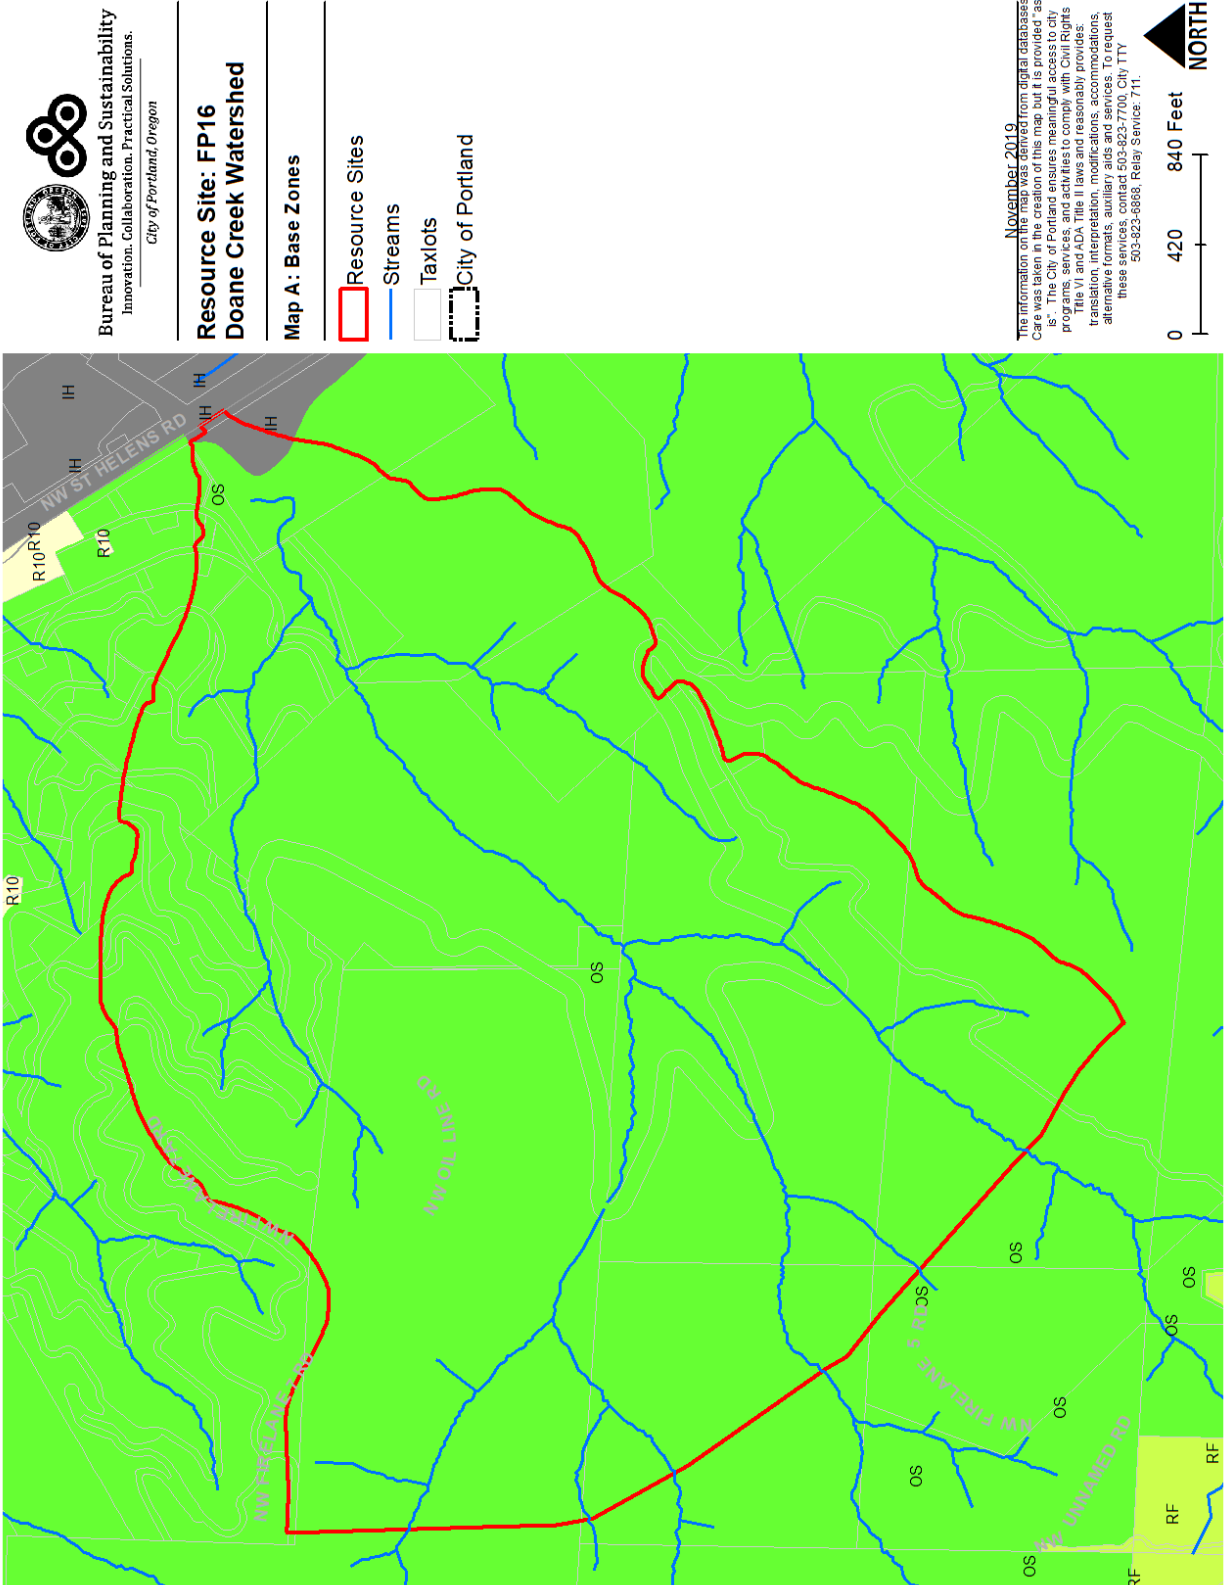 Bureau of Planning and Sustainability
Innovation. Collaboration. Practical Solutions.
City of Portland, Oregon
Resource Site: FP16
Doane Creek Watershed
Map A: Base Zones
Resource Sites
Streams
Taxlots
City of Portland
November 2019
The information on the map was derived from digital databases
Care was taken in the creation of this map but it is provided "as
is". The City of Portland ensures meaningful access to city
programs, services, and activities to comply with Civil Rights
Title VI and ADA Title II laws and reasonably provides:
translation, interpretation, modifications, accommodations,
alternative formats, auxiliary aids and services. To request
these services, contact 503-823-7700, City TTY
503-823-6868, Relay Service: 711.
0 420 840 Feet
NORTH
IH
IH
IH
IH
IH
NW ST HELENS RD
R10
R10
R10
R10
OS
OS
NW OIL LINE RD
NW FIRELANE
OS
OS
OS
OS
OS
OS
OS
NW FIRELANE 5 RD
NW UNNAMED RD
RF
RF
RF